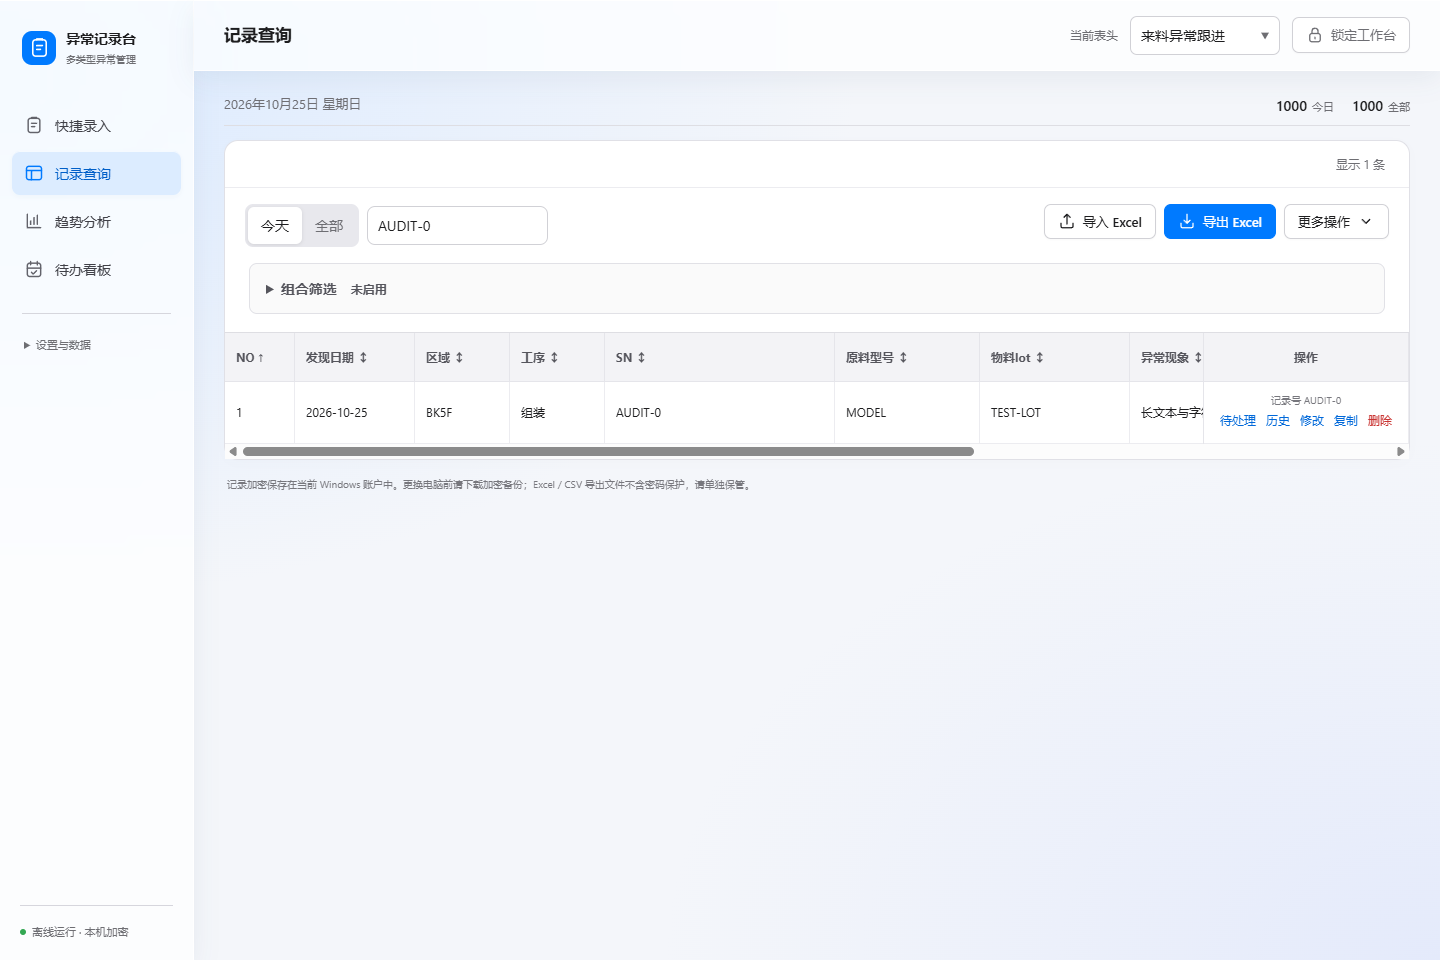 异常记录台
多类型异常管理
快捷录入
记录查询
趋势分析
待办看板
▶ 设置与数据
离线运行 · 本机加密
记录查询
当前表头 来料异常跟进 ▼ 锁定工作台
2026年10月25日 星期日 1000 今日 1000 全部
显示 1 条
今天 全部 AUDIT-0 导入 Excel 导出 Excel 更多操作
▶ 组合筛选 未启用
NO ↑ 发现日期 ↕ 区域 ↕ 工序 ↕ SN ↕ 原料型号 ↕ 物料lot ↕ 异常现象 ↕ 操作
1 2026-10-25 BK5F 组装 AUDIT-0 MODEL TEST-LOT 长文本与字 记录号 AUDIT-0
待处理 历史 修改 复制 删除
记录加密保存在当前 Windows 账户中。更换电脑前请下载加密备份；Excel / CSV 导出文件不含密码保护，请单独保管。